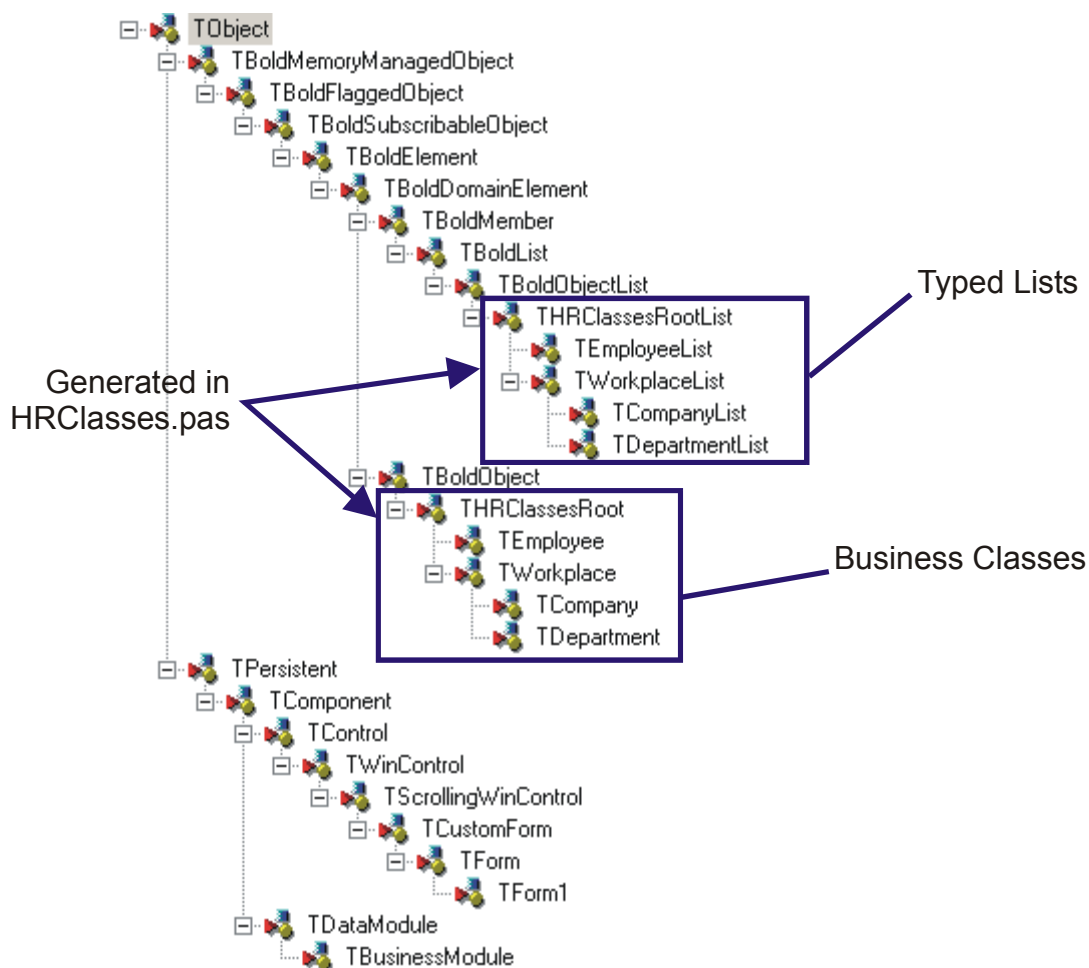 TObject
TBoldMemoryManagedObject
TBoldFlaggedObject
TBoldSubscribableObject
TBoldElement
TBoldDomainElement
TBoldMember
TBoldList
TBoldObjectList
THRClassesRootList
TEmployeeList
TWorkplaceList
TCompanyList
TDepartmentList
Typed Lists
Generated in
HRClasses.pas
TBoldObject
THRClassesRoot
TEmployee
TWorkplace
TCompany
TDepartment
Business Classes
TPersistent
TComponent
TControl
TWinControl
TScrollingWinControl
TCustomForm
TForm
TForm1
TDataModule
TBusinessModule